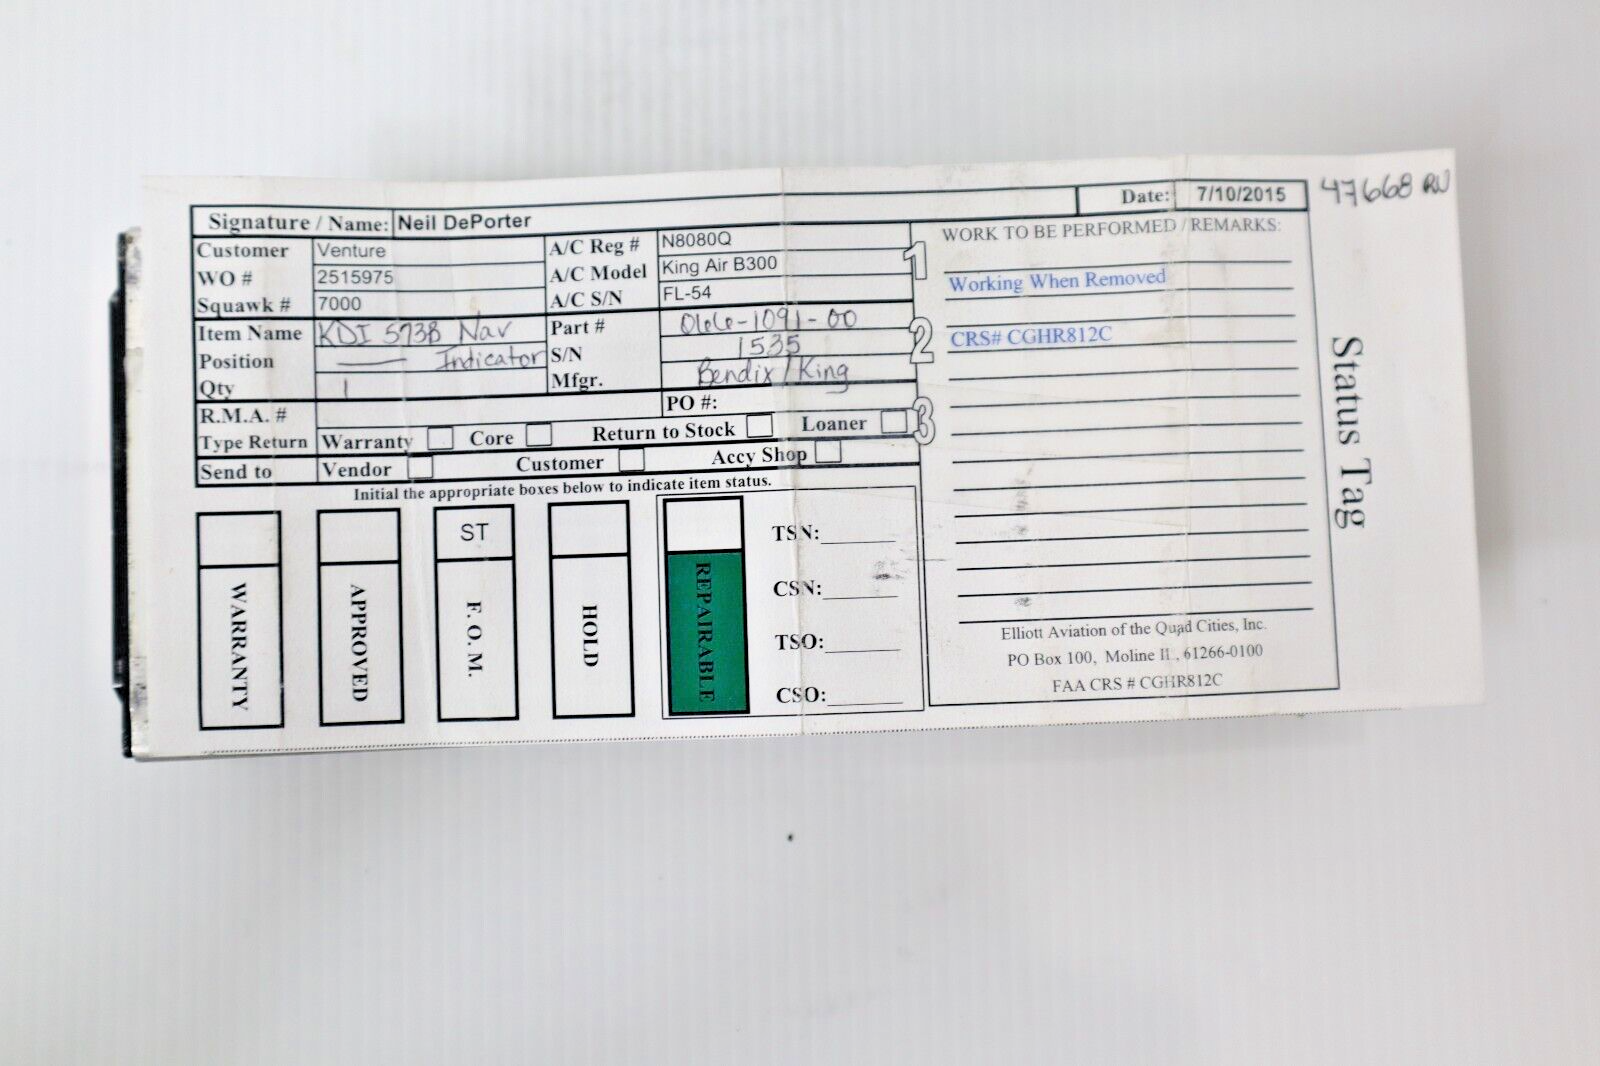 Signature / Name: Neil DePorter Date: 7/10/2015 47668 RN
Customer Venture A/C Reg # N8080Q
WO # 2515975 A/C Model King Air B300
Squawk # 7000 A/C S/N FL-54
Item Name KDI 573B Nav Part # 066-1091-00
Position —— Indicator S/N 1535
Qty 1 Mfgr. Bendix/King
R.M.A. # PO #:
Type Return Warranty Core Return to Stock Loaner
Send to Vendor Customer Accy Shop
Initial the appropriate boxes below to indicate item status.
WARRANTY
APPROVED
ST
F. O. M.
HOLD
REPAIRABLE
TSN:
CSN:
TSO:
CSO:
1
2
3
WORK TO BE PERFORMED / REMARKS:
Working When Removed
CRS# CGHR812C
Elliott Aviation of the Quad Cities, Inc.
PO Box 100, Moline IL, 61266-0100
FAA CRS # CGHR812C
Status Tag